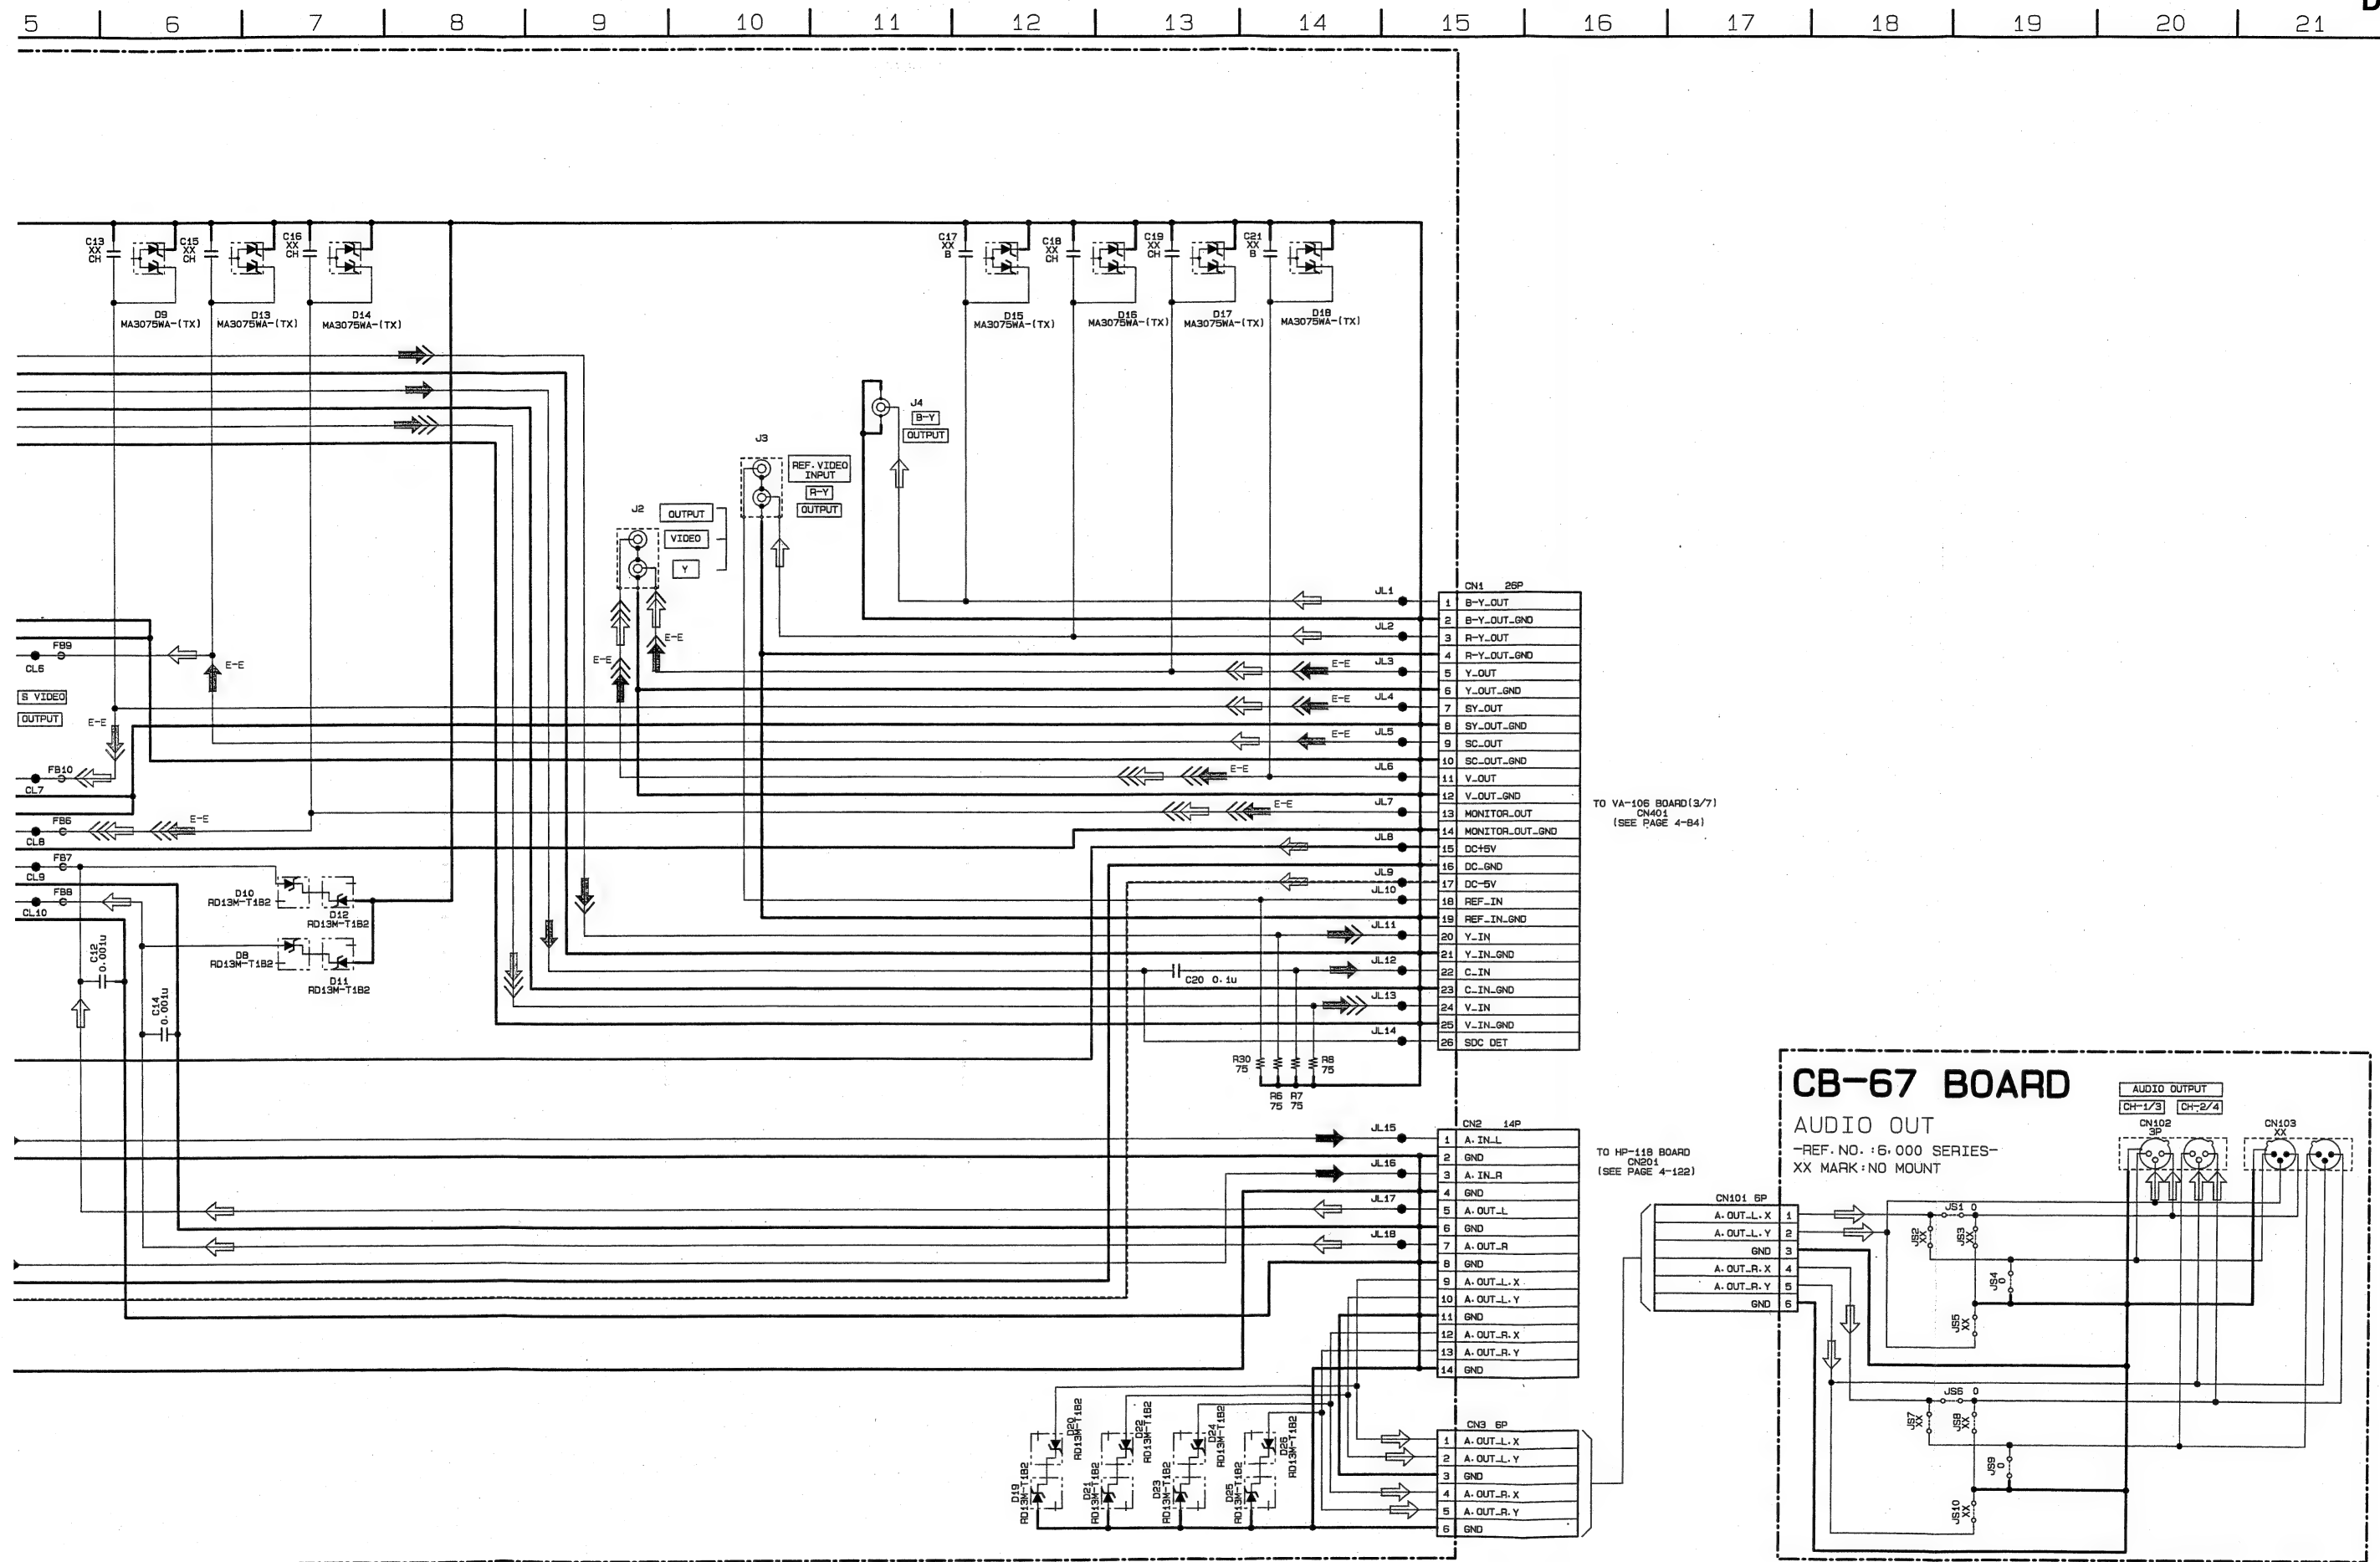 D
5 6 7 8 9 10 11 12 13 14 15 16 17 18 19 20 21
C13
XX
CH
C15
XX
CH
C16
XX
CH
C17
XX
B
C18
XX
CH
C19
XX
CH
C21
XX
B
D9
MA3075WA-(TX)
D13
MA3075WA-(TX)
D14
MA3075WA-(TX)
D15
MA3075WA-(TX)
D16
MA3075WA-(TX)
D17
MA3075WA-(TX)
D18
MA3075WA-(TX)
J4
B-Y
OUTPUT
J3
REF.VIDEO
INPUT
R-Y
OUTPUT
J2
OUTPUT
VIDEO
Y
E-E
E-E
FB9
CL6
E-E
S VIDEO
OUTPUT
E-E
FB10
CL7
FB6
E-E
CL8
FB7
CL9
FB8
CL10
D10
RD13M-T1B2
D12
RD13M-T1B2
D8
RD13M-T1B2
D11
RD13M-T1B2
C12
0.001u
C14
0.001u
JL1
JL2
E-E JL3
E-E JL4
E-E JL5
E-E JL6
E-E JL7
JL8
JL9
JL10
JL11
JL12
C20 0.1u
JL13
JL14
R30
75
R6
75
R7
75
R8
75
CN1 26P
1 B-Y_OUT
2 B-Y_OUT_GND
3 R-Y_OUT
4 R-Y_OUT_GND
5 Y_OUT
6 Y_OUT_GND
7 SY_OUT
8 SY_OUT_GND
9 SC_OUT
10 SC_OUT_GND
11 V_OUT
12 V_OUT_GND
13 MONITOR_OUT
14 MONITOR_OUT_GND
15 DC+5V
16 DC_GND
17 DC-5V
18 REF_IN
19 REF_IN_GND
20 Y_IN
21 Y_IN_GND
22 C_IN
23 C_IN_GND
24 V_IN
25 V_IN_GND
26 SDC DET
TO VA-106 BOARD(3/7)
CN401
(SEE PAGE 4-84)
JL15
JL16
JL17
JL18
CN2 14P
1 A.IN_L
2 GND
3 A.IN_R
4 GND
5 A.OUT_L
6 GND
7 A.OUT_R
8 GND
9 A.OUT_L.X
10 A.OUT_L.Y
11 GND
12 A.OUT_R.X
13 A.OUT_R.Y
14 GND
TO HP-118 BOARD
CN201
(SEE PAGE 4-122)
D19
RD13M-T1B2
D20
RD13M-T1B2
D21
RD13M-T1B2
D22
RD13M-T1B2
D23
RD13M-T1B2
D24
RD13M-T1B2
D25
RD13M-T1B2
D26
RD13M-T1B2
CN3 6P
1 A.OUT_L.X
2 A.OUT_L.Y
3 GND
4 A.OUT_R.X
5 A.OUT_R.Y
6 GND
CB-67 BOARD
AUDIO OUT
-REF.NO.:6,000 SERIES-
XX MARK:NO MOUNT
AUDIO OUTPUT
CH-1/3 CH-2/4
CN102
3P
CN103
XX
CN101 6P
A.OUT_L.X 1
A.OUT_L.Y 2
GND 3
A.OUT_R.X 4
A.OUT_R.Y 5
GND 6
JS1 0
JS2
XX
JS3
XX
JS4
0
JS5
XX
JS6 0
JS7
XX
JS8
XX
JS9
0
JS10
XX